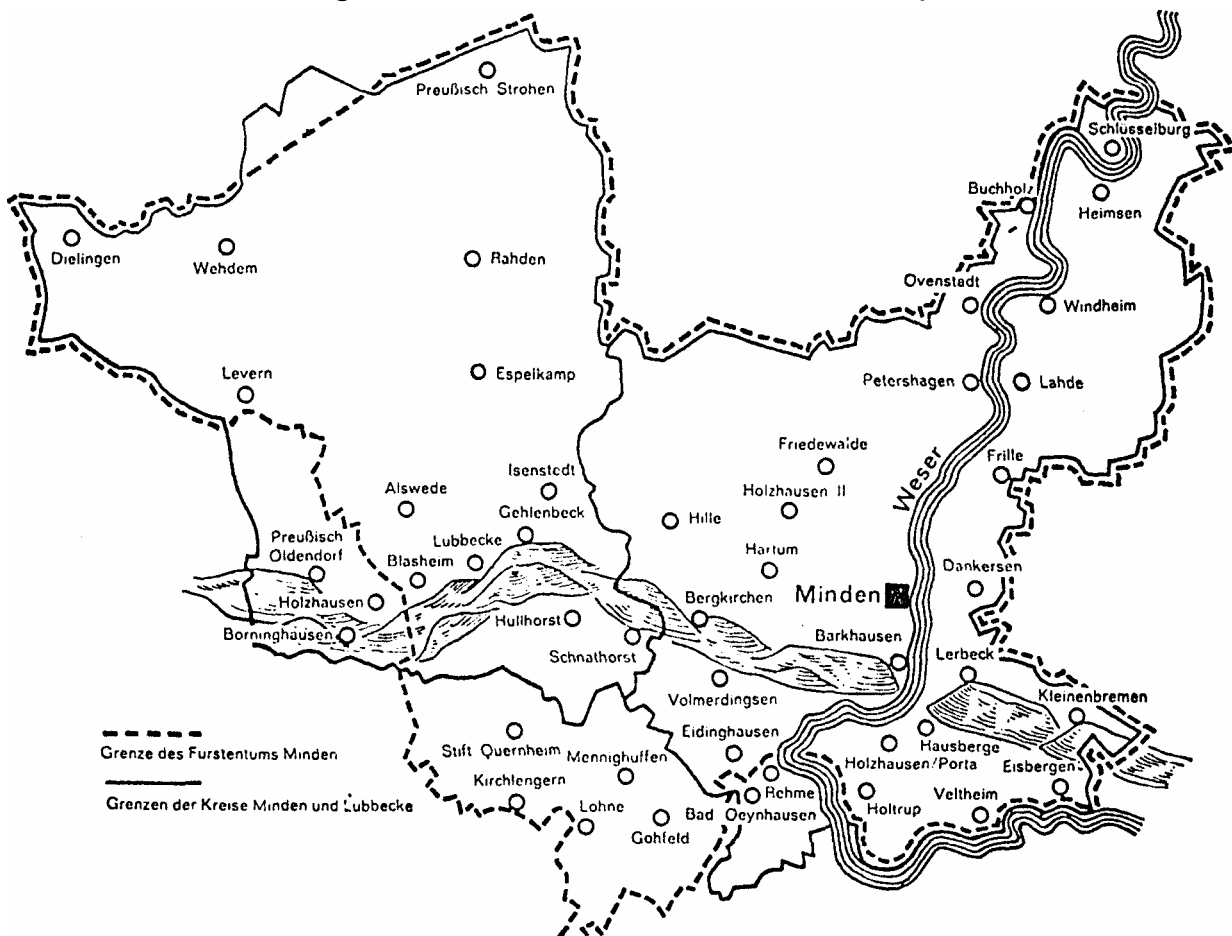 Preußisch Strohen
Schlüsselburg
Buchholz
Heimsen
Dielingen
Wehdem
Rahden
Ovenstadt
Windheim
Levern
Espelkamp
Petershagen
Lahde
Friedewalde
Weser
Frille
Isenstedt
Alswede
Holzhausen II
Gehlenbeck
Hille
Preußisch
Oldendorf
Lubbecke
Blasheim
Hartum
Dankersen
Minden
Holzhausen
Bergkirchen
Hullhorst
Borninghausen
Barkhausen
Schnathorst
Lerbeck
Volmerdingsen
Kleinenbremen
Grenze des Furstentums Minden
Stift Quernheim
Eidinghausen
Hausberge
Mennighuffen
Holzhausen/Porta
Eisbergen
Kirchlengern
Rehme
Grenzen der Kreise Minden und Lubbecke
Lohne
Bad Oeynhausen
Holtrup
Veltheim
Gohfeld